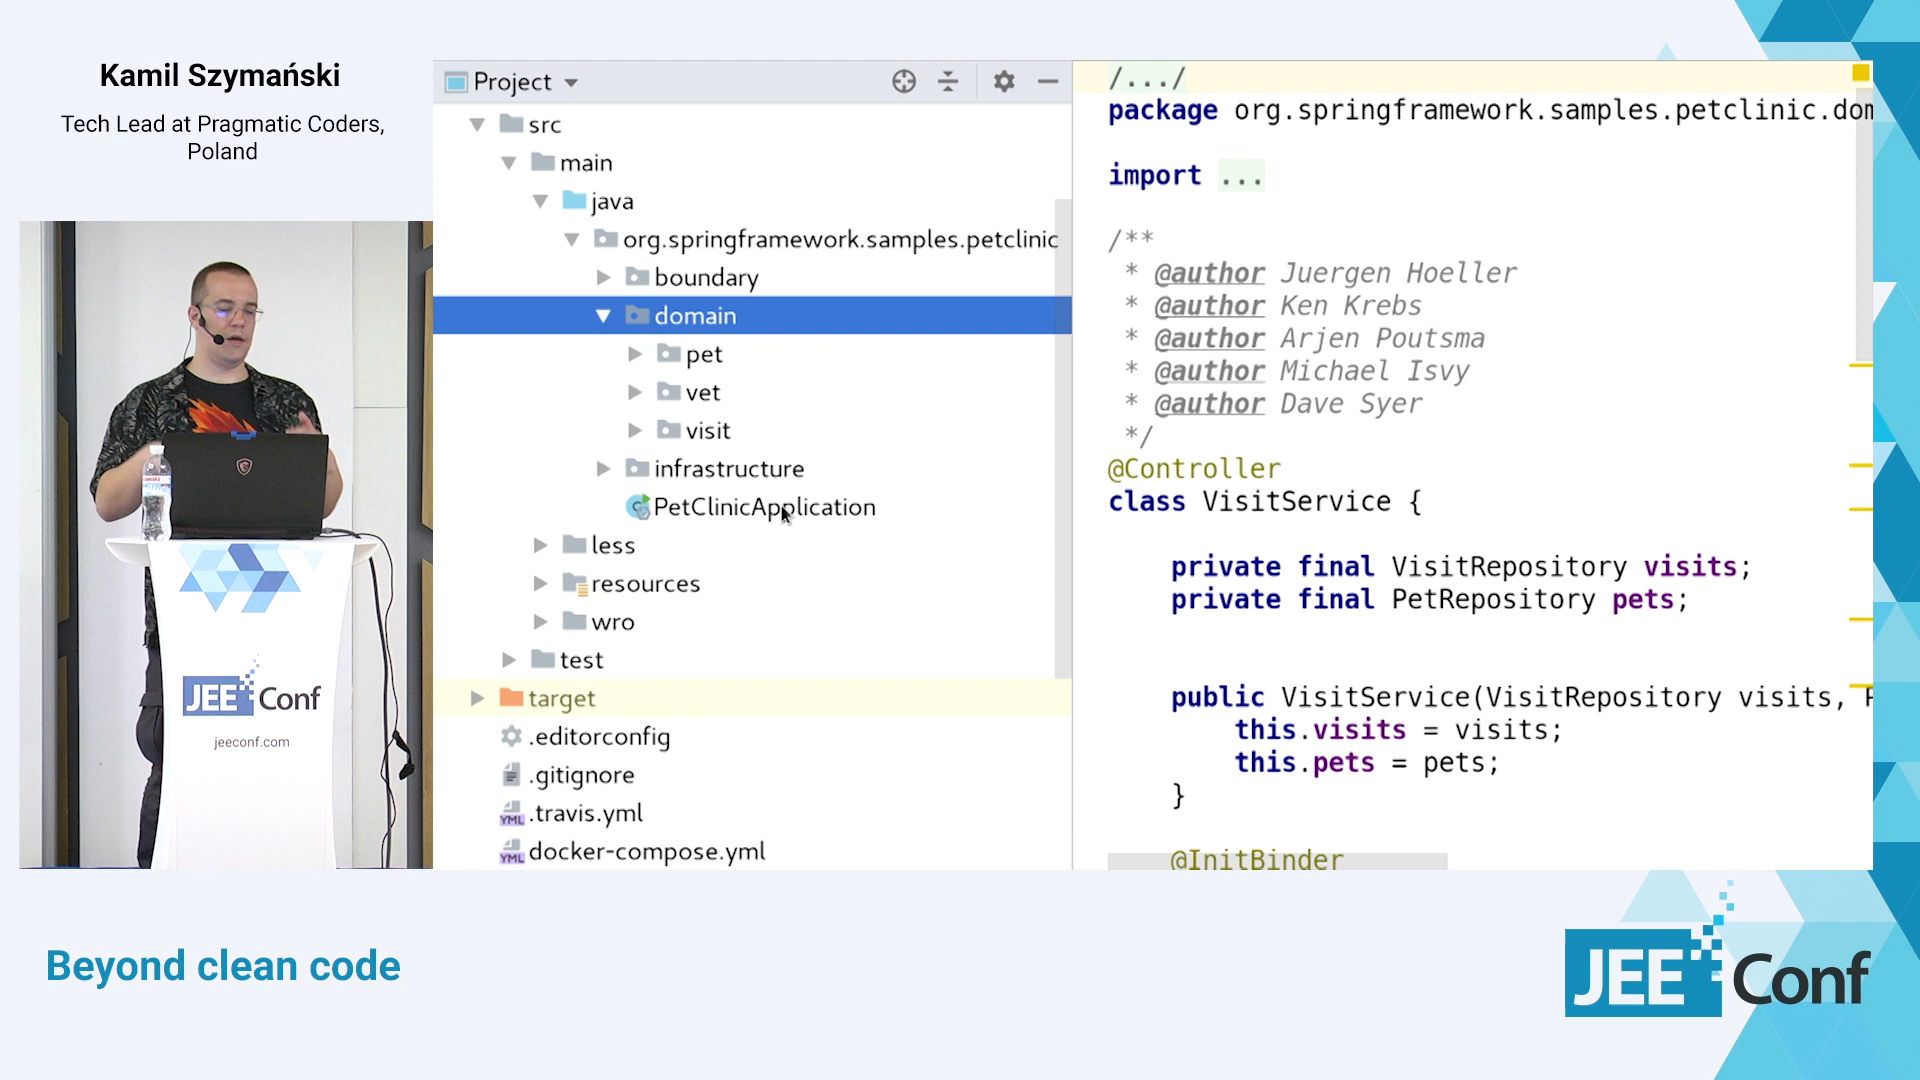 Kamil Szymański
Tech Lead at Pragmatic Coders,
Poland
Project
src
main
java
org.springframework.samples.petclinic
boundary
domain
pet
vet
visit
infrastructure
PetClinicApplication
less
resources
wro
test
target
.editorconfig
.gitignore
YML .travis.yml
YML docker-compose.yml
/.../
package org.springframework.samples.petclinic.dom
import ...
/**
* @author Juergen Hoeller
* @author Ken Krebs
* @author Arjen Poutsma
* @author Michael Isvy
* @author Dave Syer
*/
@Controller
class VisitService {
private final VisitRepository visits;
private final PetRepository pets;
public VisitService(VisitRepository visits, P
this.visits = visits;
this.pets = pets;
}
@InitBinder
JEE Conf
jeeconf.com
Beyond clean code
JEE Conf